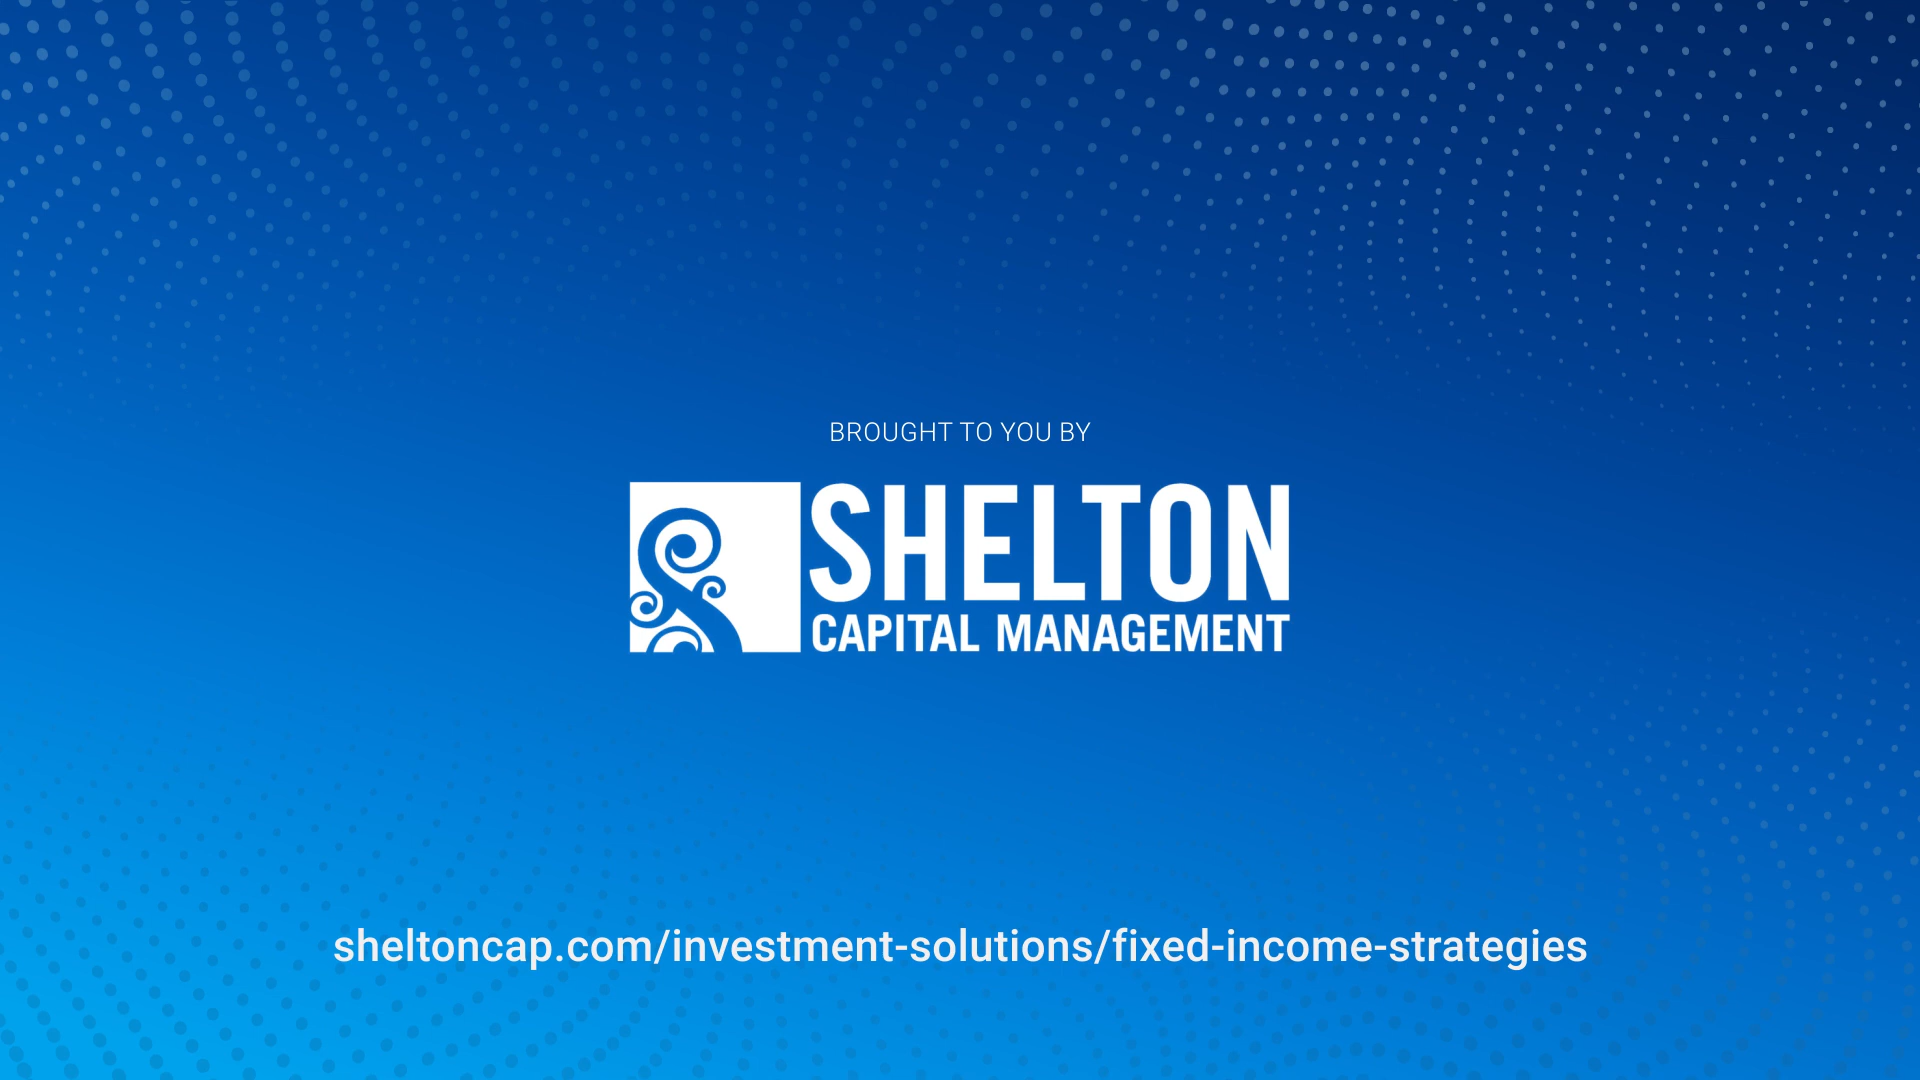 BROUGHT TO YOU BY
SHELTON
CAPITAL MANAGEMENT
sheltoncap.com/investment-solutions/fixed-income-strategies